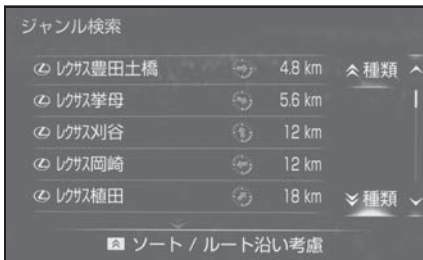 ジャンル検索
レクサス豊田土橋 4.8 km
種類
レクサス挙母 5.6 km
レクサス刈谷 12 km
レクサス岡崎 12 km
レクサス植田 18 km
種類
ソート / ルート沿い考慮